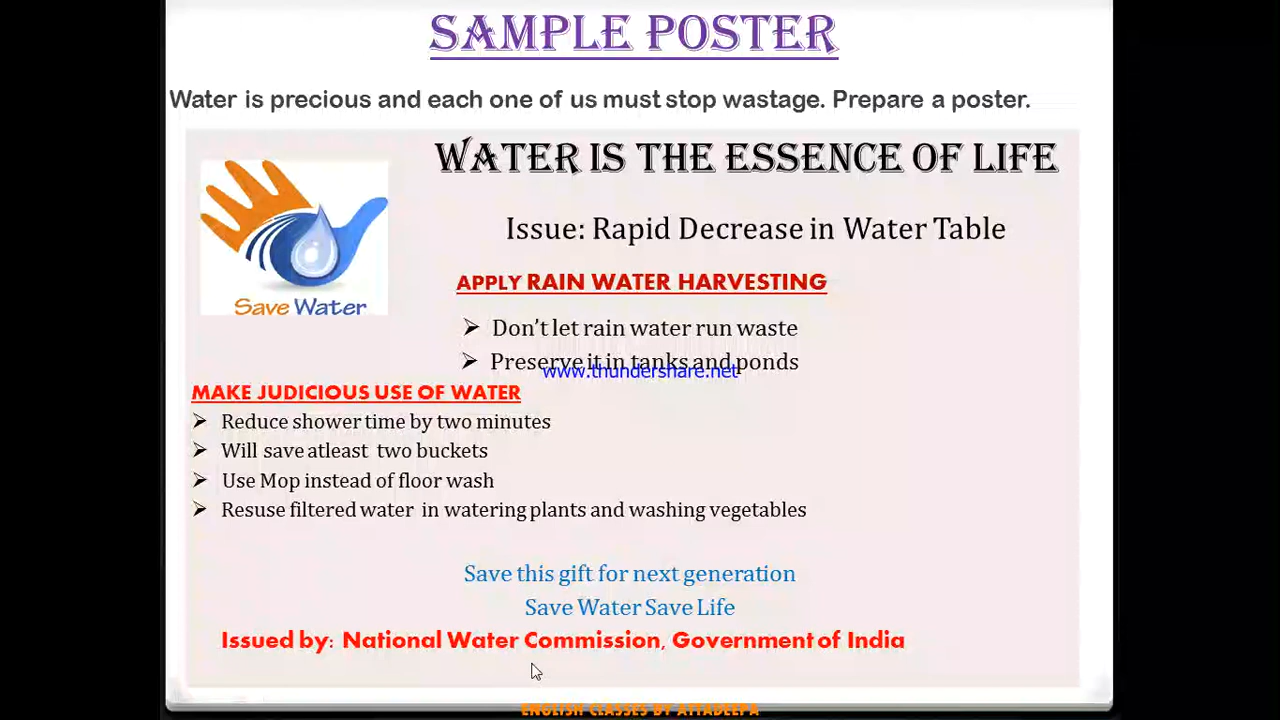 SAMPLE POSTER
Water is precious and each one of us must stop wastage. Prepare a poster.
WATER IS THE ESSENCE OF LIFE
Issue: Rapid Decrease in Water Table
APPLY RAIN WATER HARVESTING
Don't let rain water run waste
Preserve it in tanks and ponds
www.thundershare.net
Save Water
MAKE JUDICIOUS USE OF WATER
Reduce shower time by two minutes
Will save atleast two buckets
Use Mop instead of floor wash
Resuse filtered water in watering plants and washing vegetables
Save this gift for next generation
Save Water Save Life
Issued by: National Water Commission, Government of India
ENGLISH CLASSES BY ATTADEEPA